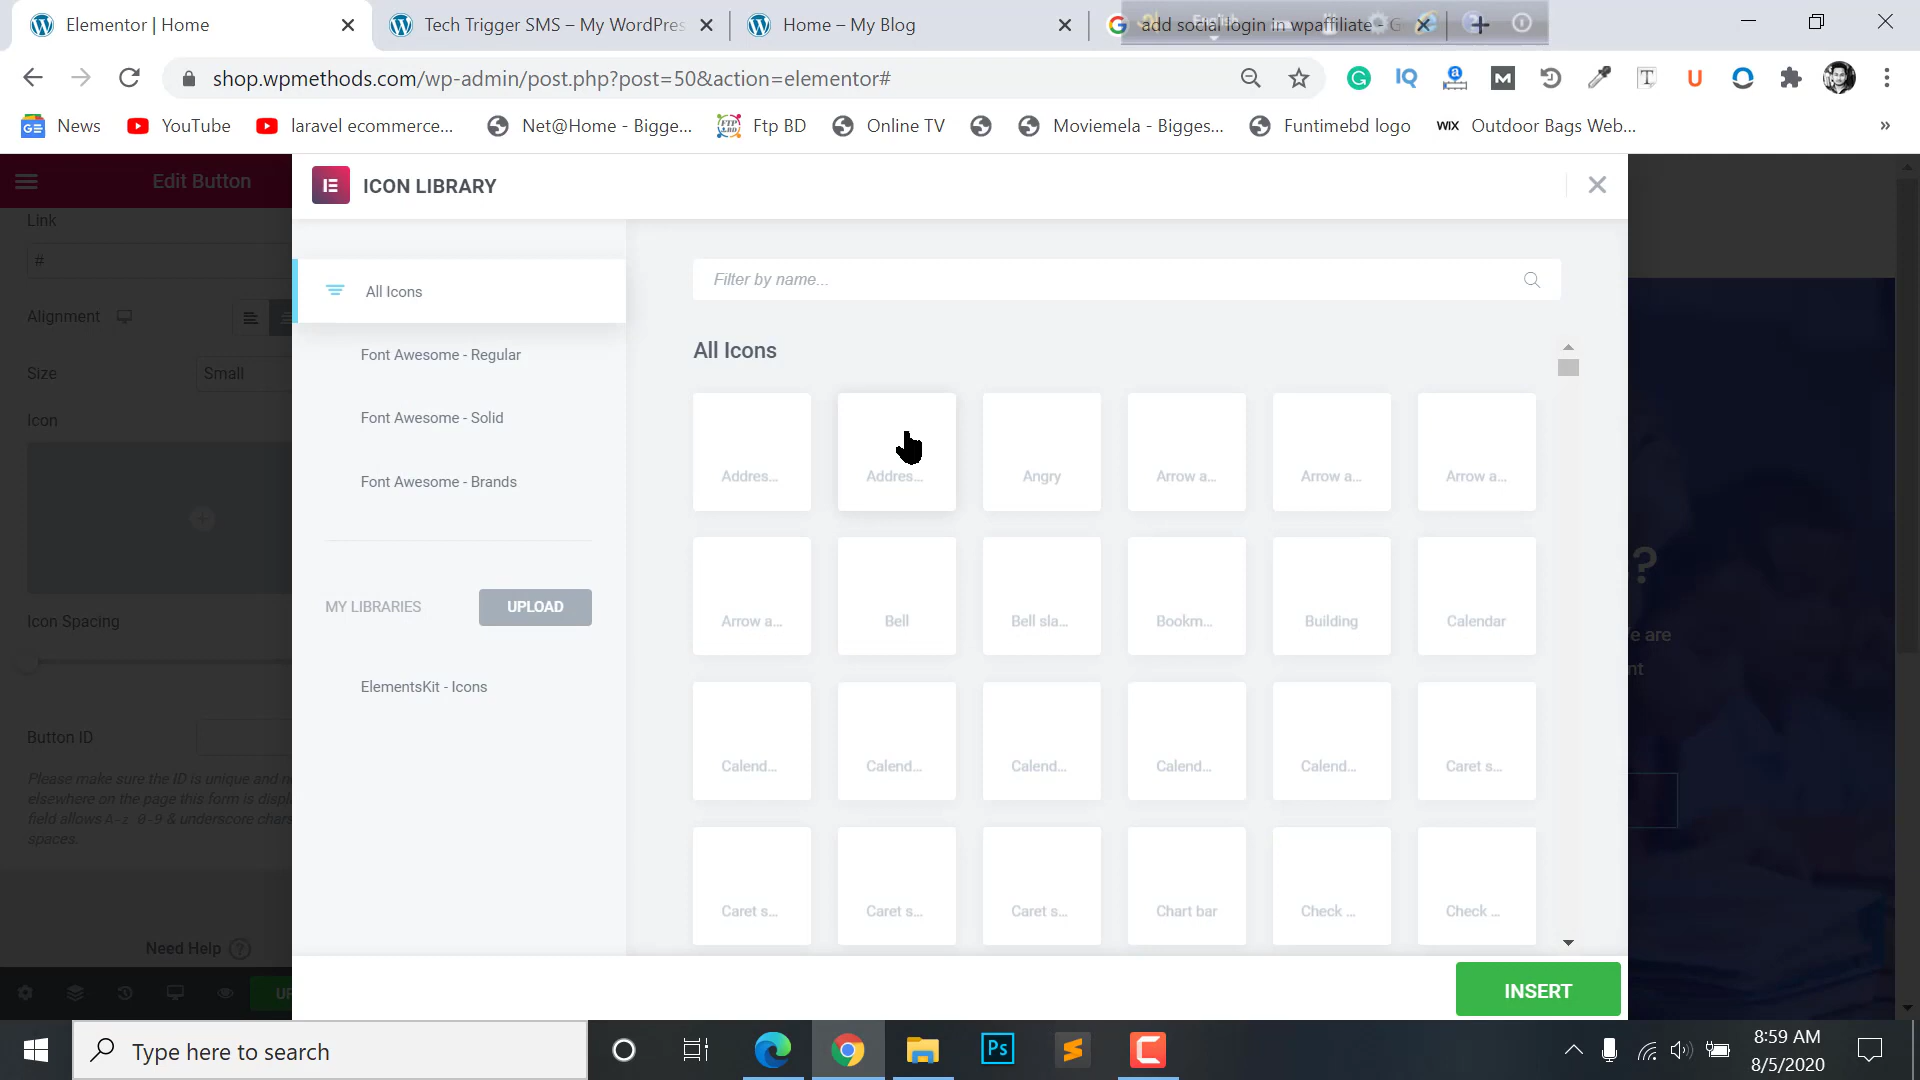 Elementor | Home
Tech Trigger SMS – My WordPres
Home – My Blog
add social login in wpaffiliate - G
shop.wpmethods.com/wp-admin/post.php?post=50&action=elementor#
News
YouTube
laravel ecommerce...
Net@Home - Bigge...
Ftp BD
Online TV
Moviemela - Bigges...
Funtimebd logo
WIX Outdoor Bags Web...
Edit Button
ICON LIBRARY
Link
#
Alignment
Size
Small
Icon
Icon Spacing
Button ID
Please make sure the ID is unique and n
elsewhere on the page this form is displ
field allows A-z 0-9 & underscore chars
spaces.
Need Help
UP
All Icons
Font Awesome - Regular
Font Awesome - Solid
Font Awesome - Brands
MY LIBRARIES
UPLOAD
ElementsKit - Icons
Filter by name...
All Icons
Addres... Addres... Angry Arrow a... Arrow a... Arrow a...
Arrow a... Bell Bell sla... Bookm... Building Calendar
Calend... Calend... Calend... Calend... Calend... Caret s...
Caret s... Caret s... Caret s... Chart bar Check ... Check ...
INSERT
?
e are
nt
Type here to search
Ps
8:59 AM
8/5/2020